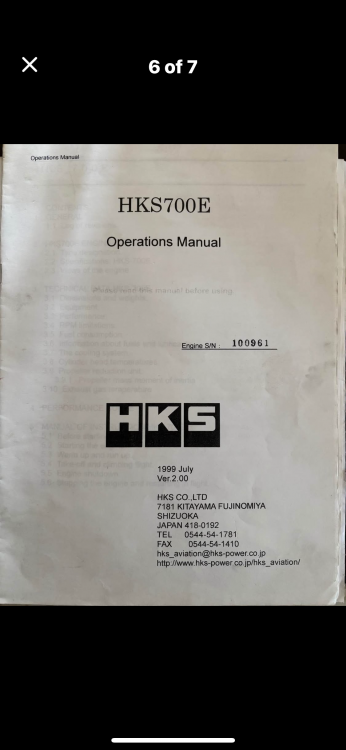 6 of 7
Operations Manual
HKS700E
Operations Manual
Engine S/N : 100961
HKS
1999 July
Ver.2.00
HKS CO.,LTD
7181 KITAYAMA FUJINOMIYA
SHIZUOKA
JAPAN 418-0192
TEL 0544-54-1781
FAX 0544-54-1410
hks_aviation@hks-power.co.jp
http://www.hks-power.co.jp/hks_aviation/